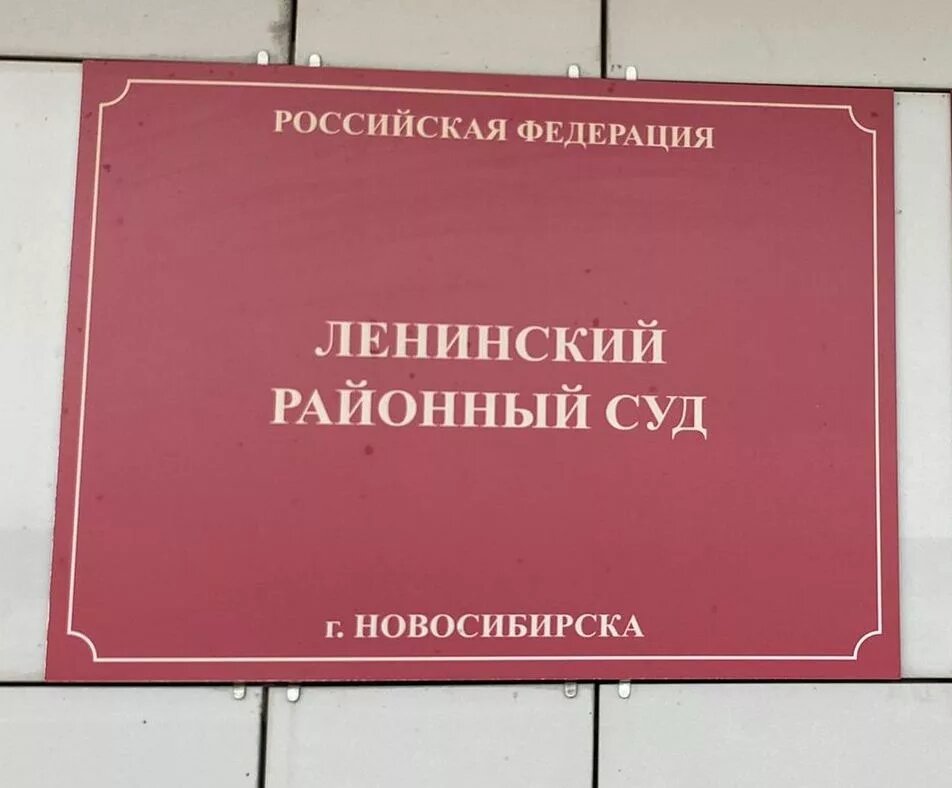 РОССИЙСКАЯ ФЕДЕРАЦИЯ
ЛЕНИНСКИЙ
РАЙОННЫЙ СУД
г. НОВОСИБИРСКА